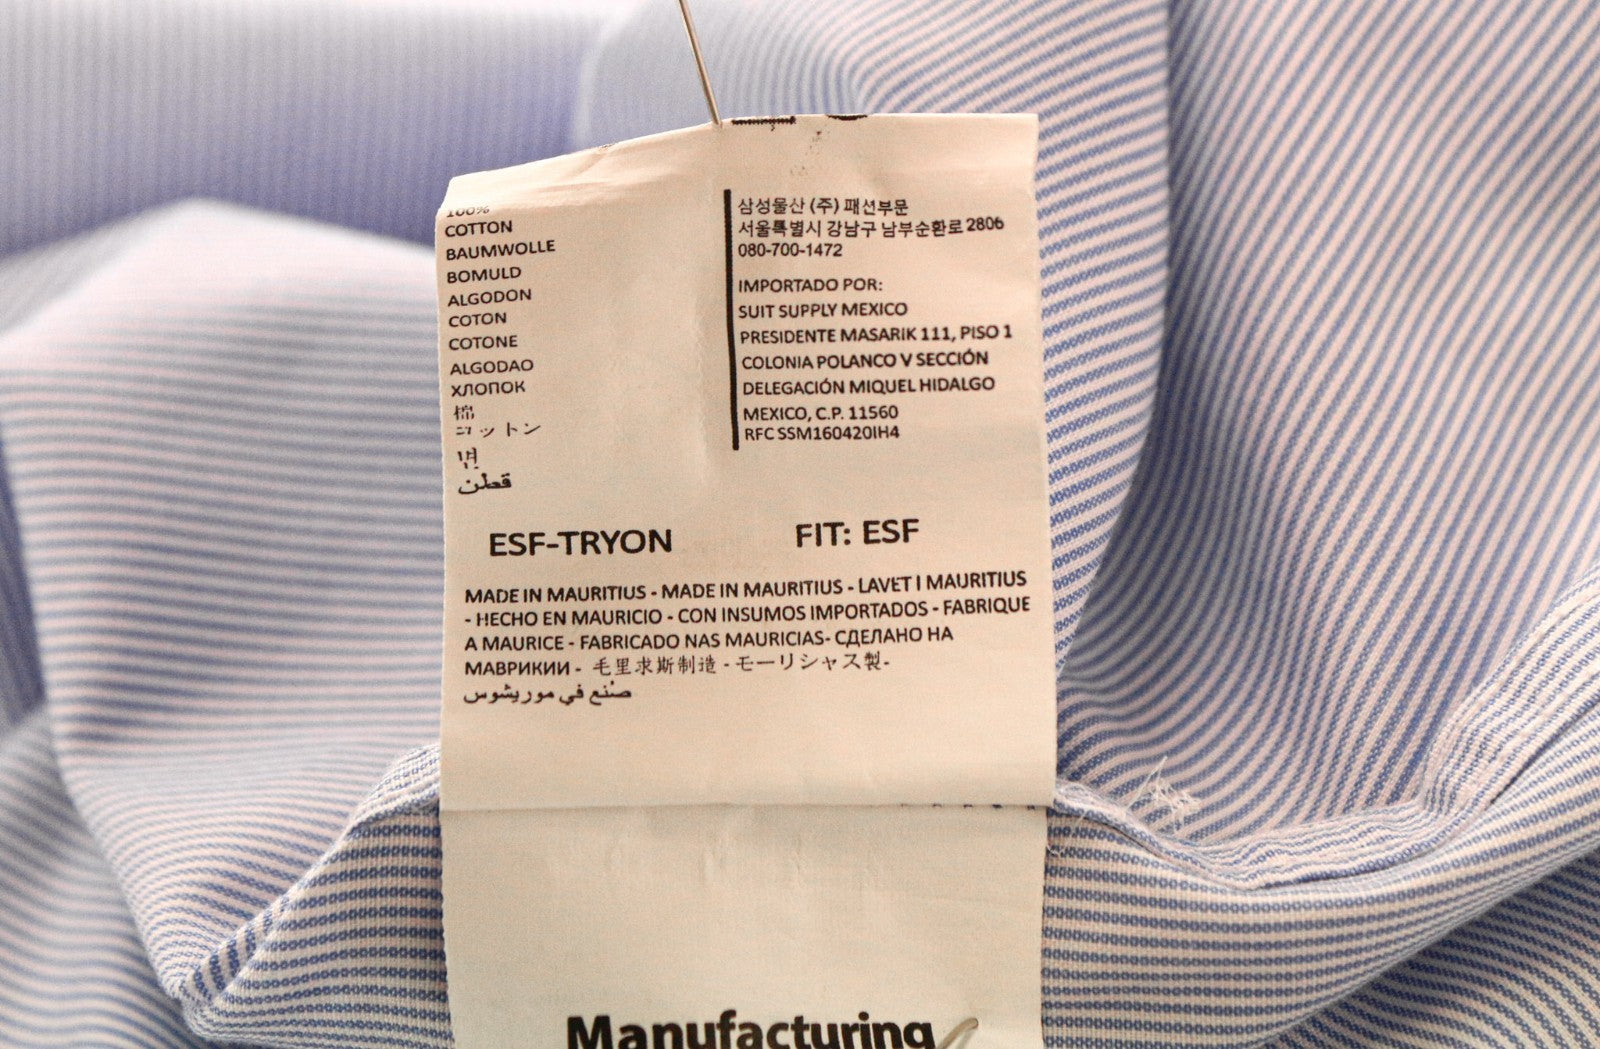 100%
COTTON
BAUMWOLLE
BOMULD
ALGODON
COTON
COTONE
ALGODAO
ХЛОПОК
棉
コットン
면
قطن
삼성물산 (주) 패션부문
서울특별시 강남구 남부순환로 2806
080-700-1472
IMPORTADO POR:
SUIT SUPPLY MEXICO
PRESIDENTE MASARIK 111, PISO 1
COLONIA POLANCO V SECCIÓN
DELEGACIÓN MIQUEL HIDALGO
MEXICO, C.P. 11560
RFC SSM160420IH4
ESF-TRYON
FIT: ESF
MADE IN MAURITIUS - MADE IN MAURITIUS - LAVET I MAURITIUS
- HECHO EN MAURICIO - CON INSUMOS IMPORTADOS - FABRIQUE
A MAURICE - FABRICADO NAS MAURICIAS- СДЕЛАНО НА
МАВРИКИИ - 毛里求斯制造 - モーリシャス製-
صنع في موريشوس
Manufacturing